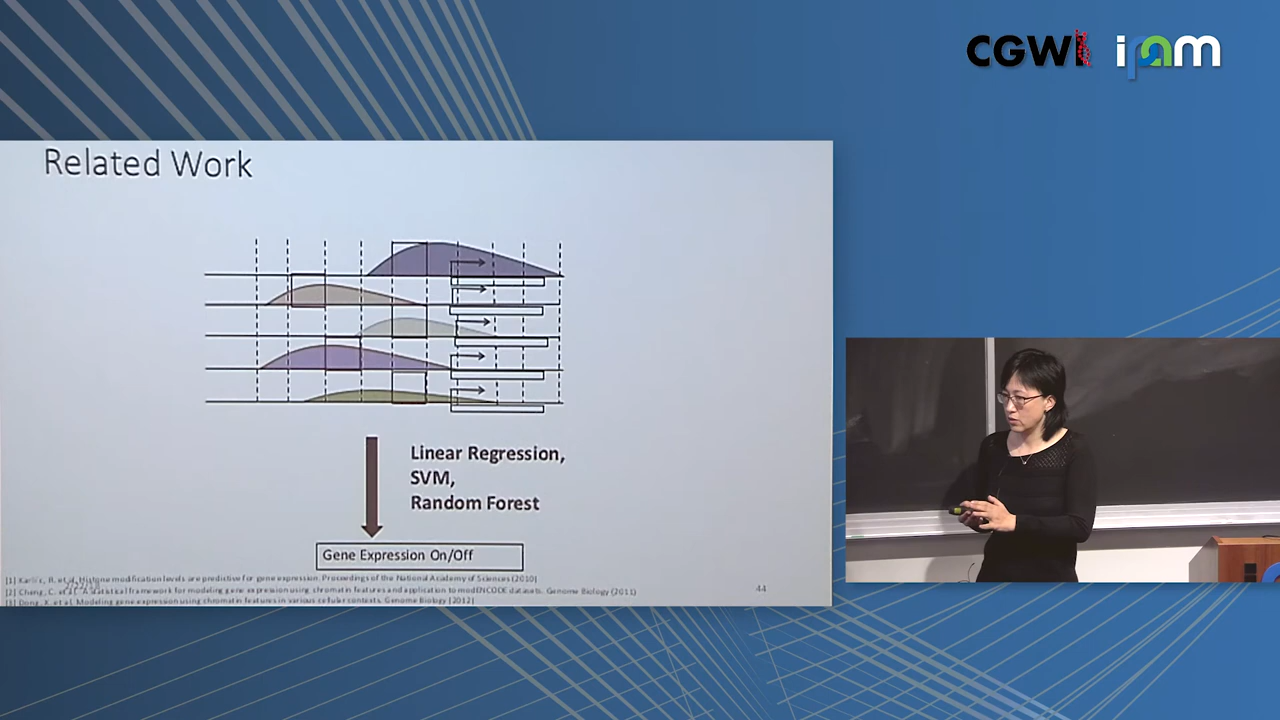 CGWI ipam
Related Work
Linear Regression,
SVM,
Random Forest
Gene Expression On/Off
R. et al. Histone modification levels are predictive for gene expression. Proceedings of the National Academy of Sciences (2010)
[2] Cheng, C. et al. A statistical framework for modeling gene expression using chromatin features and application to modENCODE datasets. Genome Biology (2011)
[3] Dong, X. et al. Modeling gene expression using chromatin features in various cellular contexts. Genome Biology (2012)
44